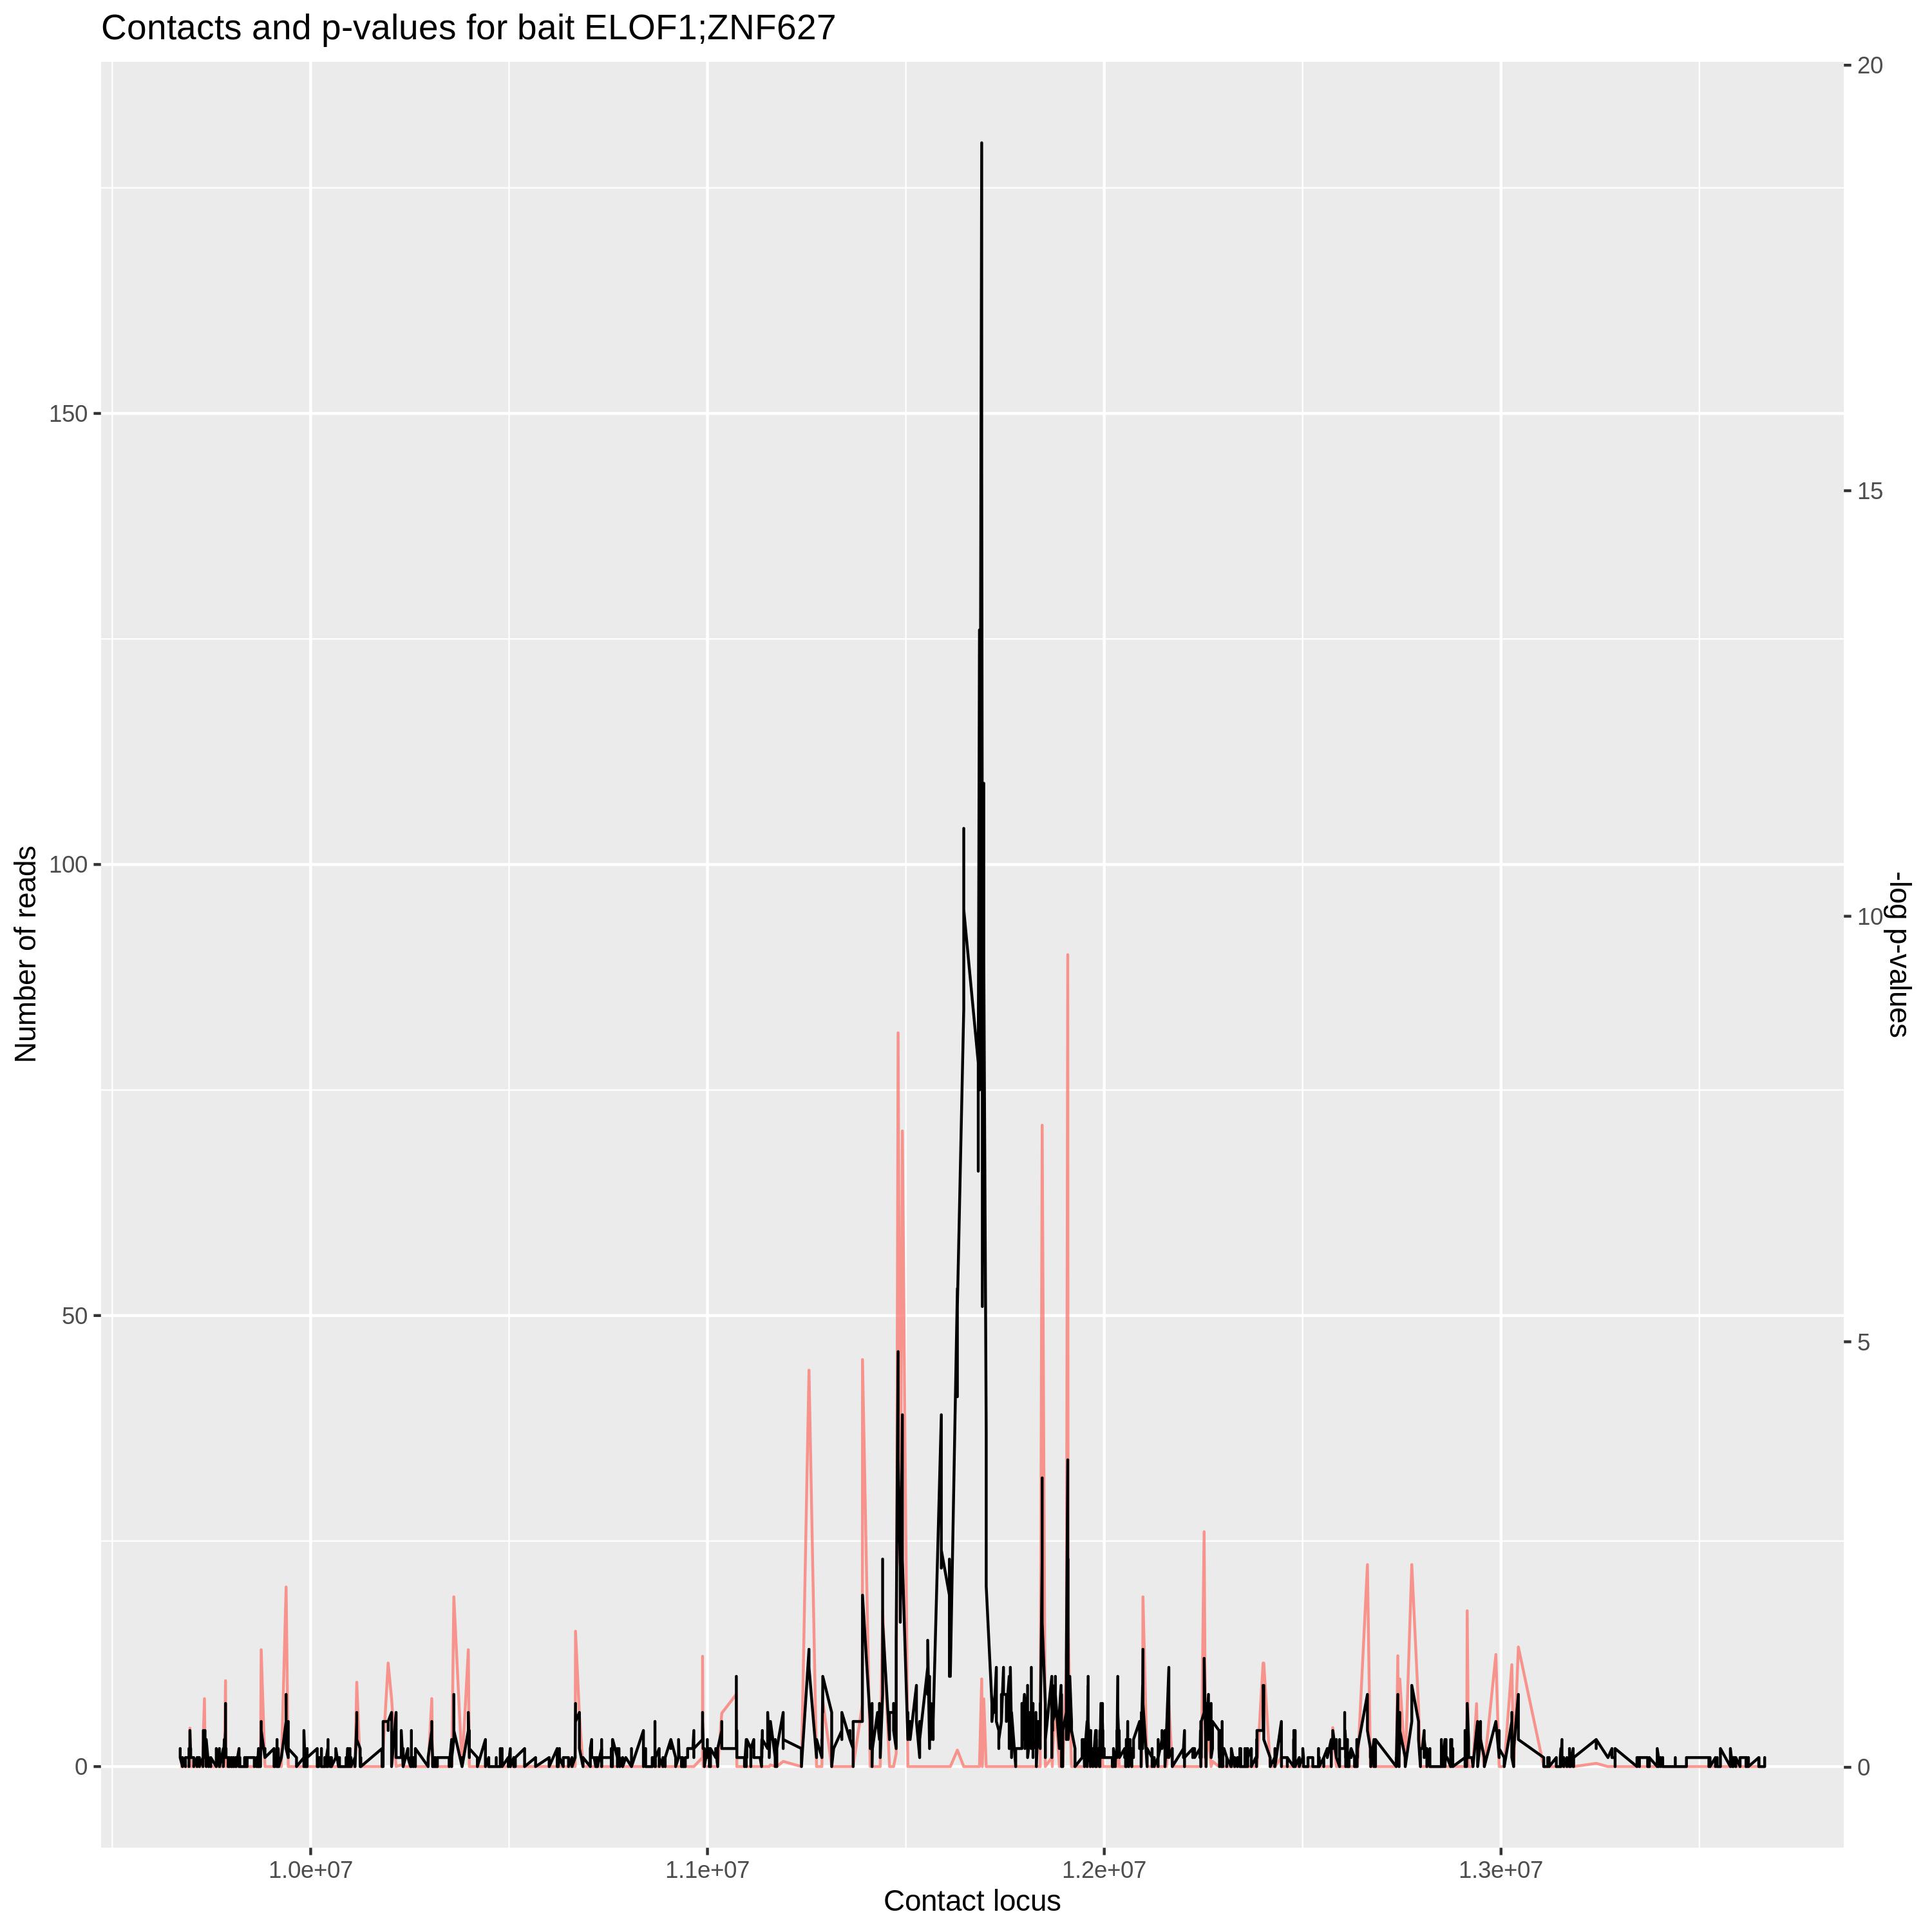 Contacts and p-values for bait ELOF1;ZNF627
20
15
10
5
0
150
100
50
0
Number of reads
-log p-values
1.0e+07
1.1e+07
1.2e+07
1.3e+07
Contact locus